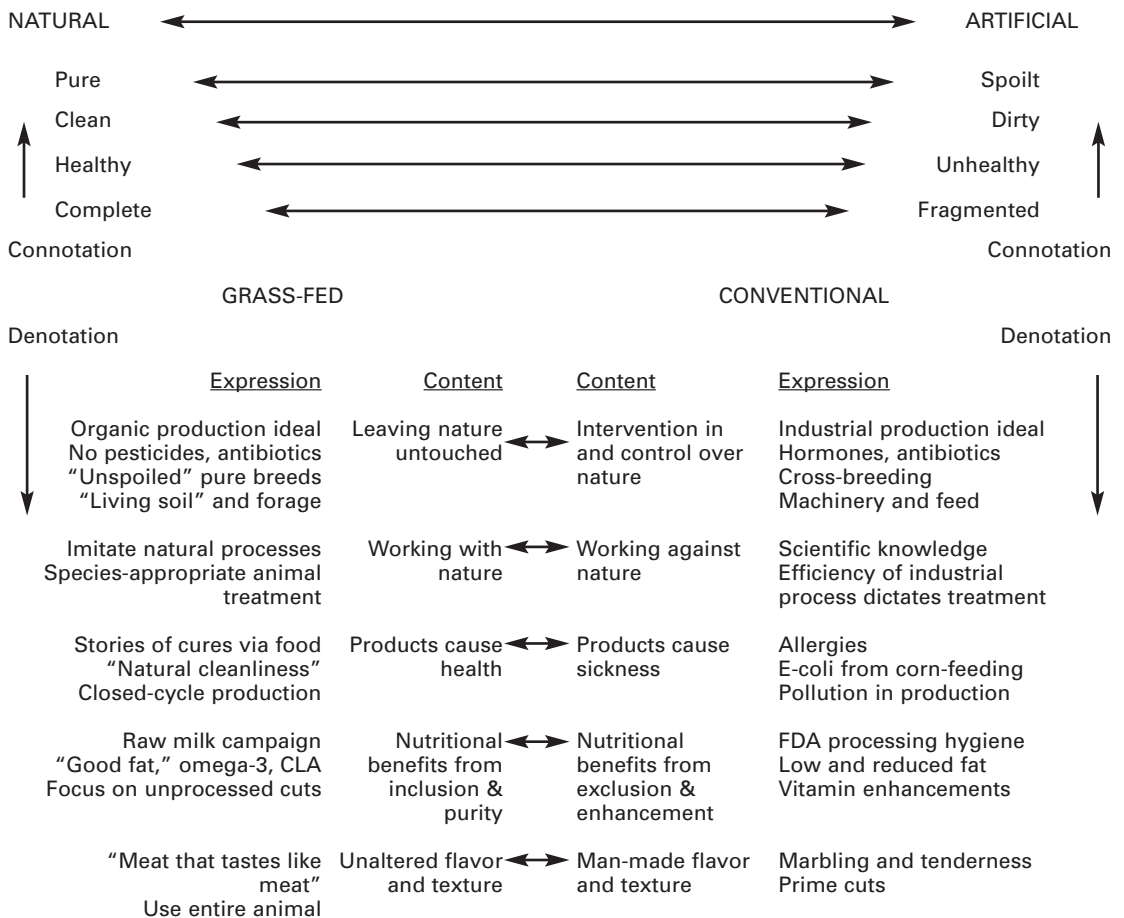 NATURAL ARTIFICIAL
Pure Spoilt
Clean Dirty
Healthy Unhealthy
Complete Fragmented
Connotation Connotation
GRASS-FED CONVENTIONAL
Denotation Denotation
Expression Content Content Expression
Organic production ideal Leaving nature Intervention in Industrial production ideal
No pesticides, antibiotics untouched and control over Hormones, antibiotics
“Unspoiled” pure breeds nature Cross-breeding
“Living soil” and forage Machinery and feed
Imitate natural processes Working with Working against Scientific knowledge
Species-appropriate animal nature nature Efficiency of industrial
treatment process dictates treatment
Stories of cures via food Products cause Products cause Allergies
“Natural cleanliness” health sickness E-coli from corn-feeding
Closed-cycle production Pollution in production
Raw milk campaign Nutritional Nutritional FDA processing hygiene
“Good fat,” omega-3, CLA benefits from benefits from Low and reduced fat
Focus on unprocessed cuts inclusion & exclusion & Vitamin enhancements
purity enhancement
“Meat that tastes like Unaltered flavor Man-made flavor Marbling and tenderness
meat” and texture and texture Prime cuts
Use entire animal